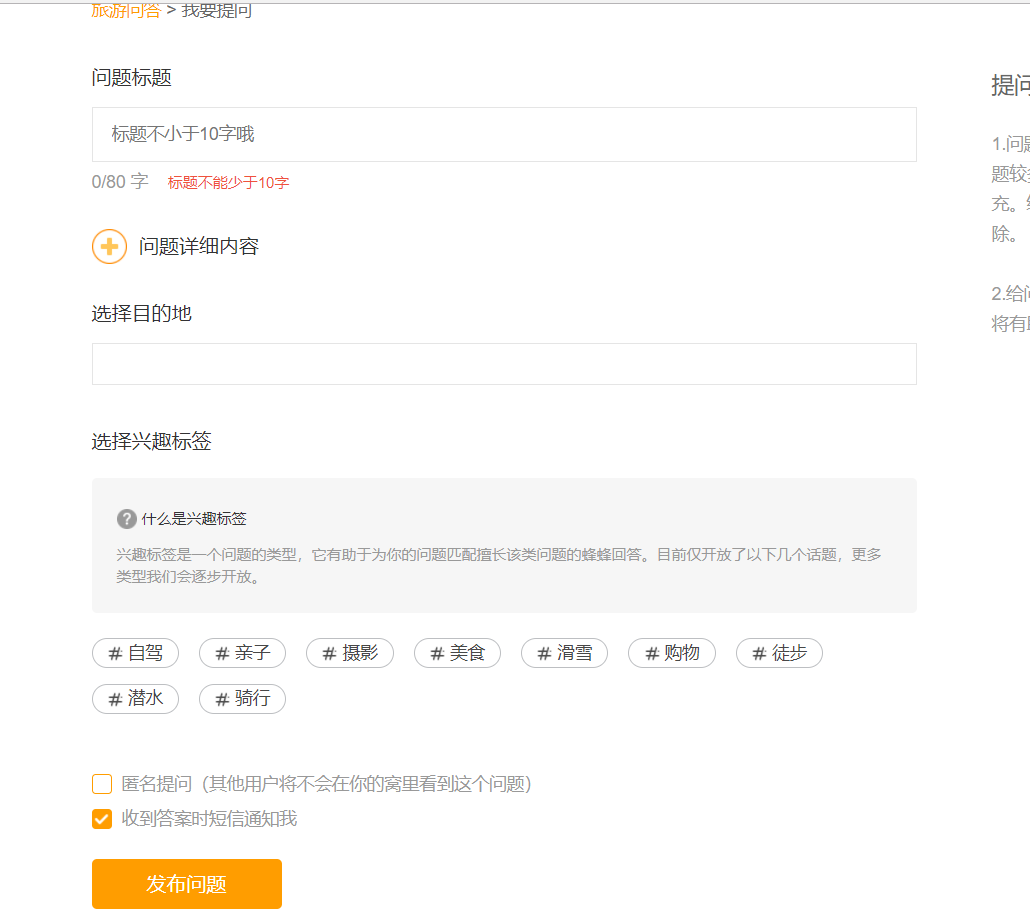 旅游问答 > 我要提问
问题标题
标题不小于10字哦
0/80 字 标题不能少于10字
问题详细内容
选择目的地
选择兴趣标签
? 什么是兴趣标签
兴趣标签是一个问题的类型，它有助于为你的问题匹配擅长该类问题的蜂蜂回答。目前仅开放了以下几个话题，更多
类型我们会逐步开放。
# 自驾 # 亲子 # 摄影 # 美食 # 滑雪 # 购物 # 徒步
# 潜水 # 骑行
匿名提问（其他用户将不会在你的窝里看到这个问题）
收到答案时短信通知我
发布问题
提问
1.问题
题较多
充。
除。
2.给问
将有